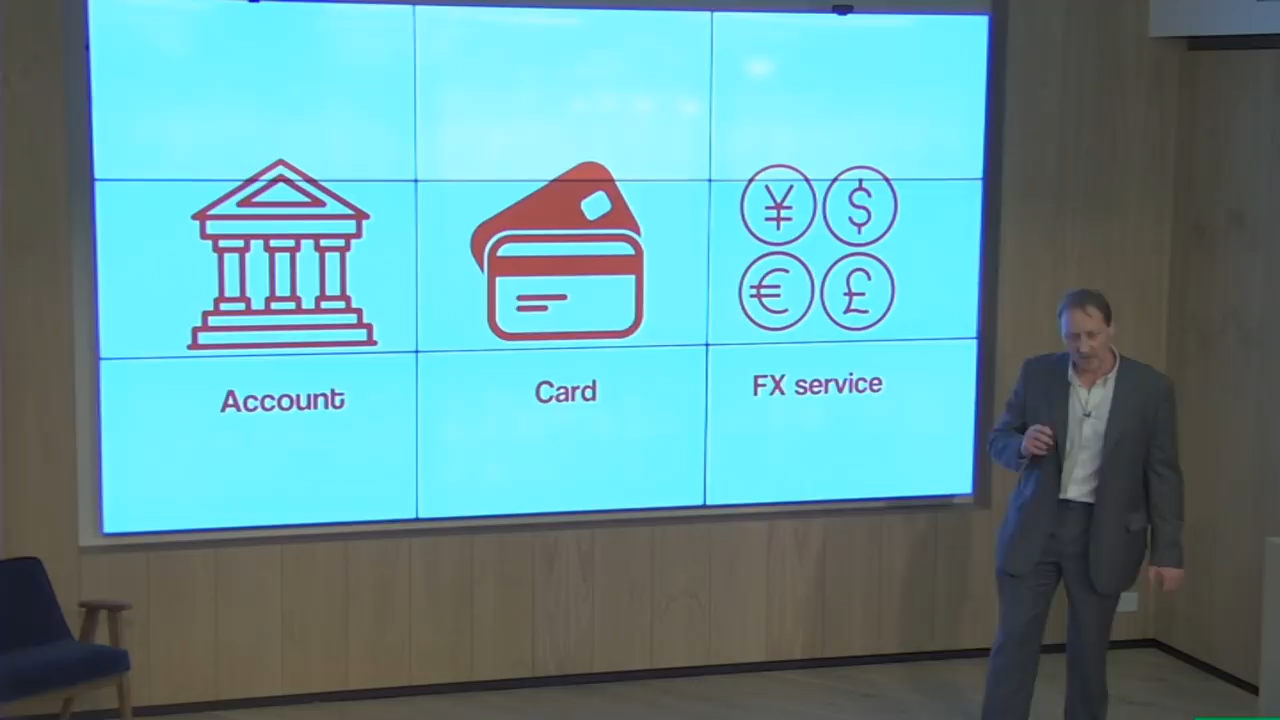 ¥ $
€ £
Account Card FX service